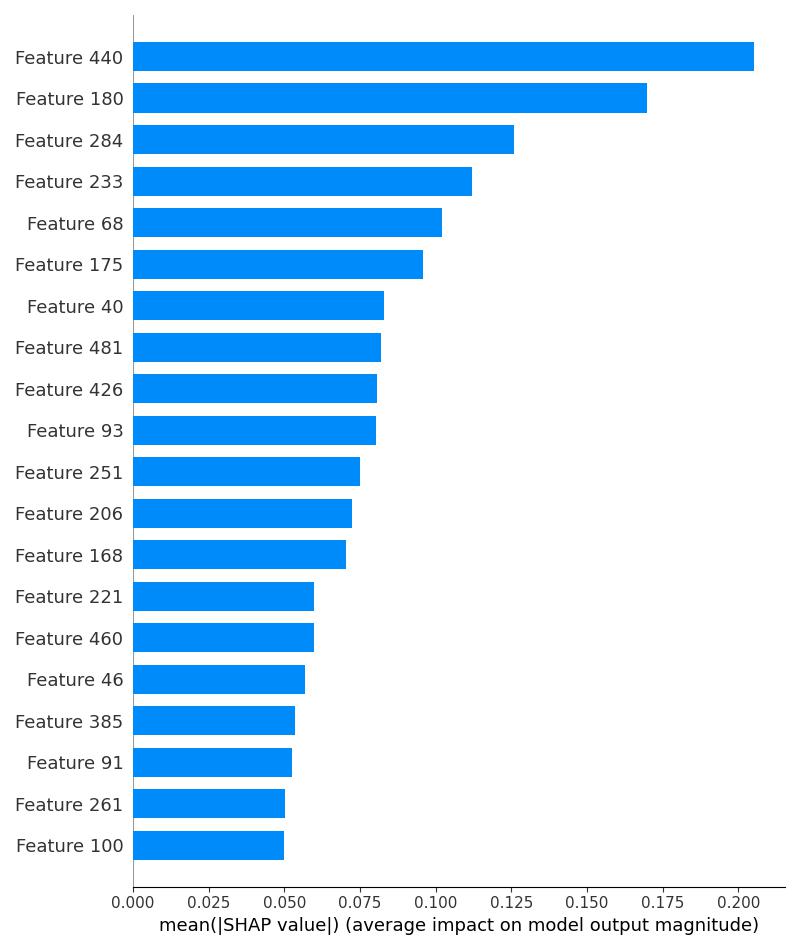 Feature 440
Feature 180
Feature 284
Feature 233
Feature 68
Feature 175
Feature 40
Feature 481
Feature 426
Feature 93
Feature 251
Feature 206
Feature 168
Feature 221
Feature 460
Feature 46
Feature 385
Feature 91
Feature 261
Feature 100
0.000 0.025 0.050 0.075 0.100 0.125 0.150 0.175 0.200
mean(|SHAP value|) (average impact on model output magnitude)